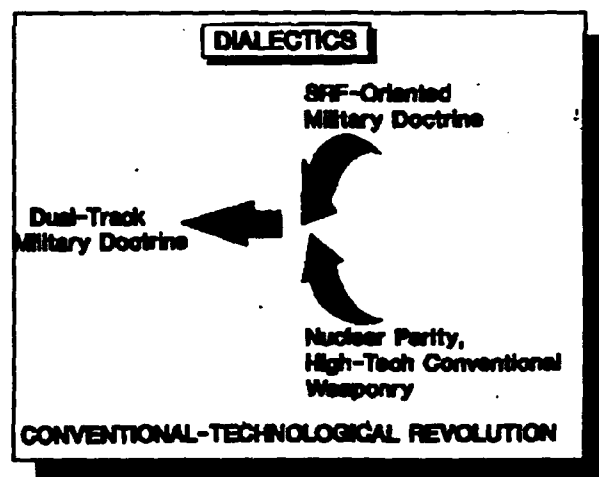 DIALECTICS
SRF-Oriented
Military Doctrine
Dual-Track
Military Doctrine
Nuclear Parity,
High-Tech Conventional
Weaponry
CONVENTIONAL-TECHNOLOGICAL REVOLUTION